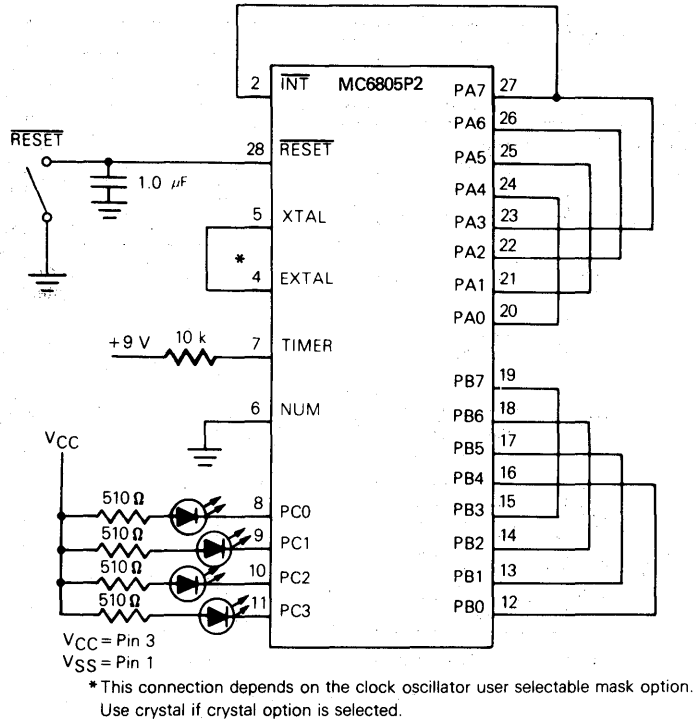 MC6805P2
2 INT
PA7 27
PA6 26
RESET
28 RESET
PA5 25
1.0 μF
PA4 24
5 XTAL
PA3 23
*
PA2 22
4 EXTAL
PA1 21
PA0 20
+9 V 10 k 7 TIMER
PB7 19
6 NUM
PB6 18
VCC
PB5 17
PB4 16
510 Ω 8 PC0
PB3 15
510 Ω 9 PC1
PB2 14
510 Ω 10 PC2
PB1 13
510 Ω 11 PC3
PB0 12
VCC = Pin 3
VSS = Pin 1
* This connection depends on the clock oscillator user selectable mask option.
Use crystal if crystal option is selected.